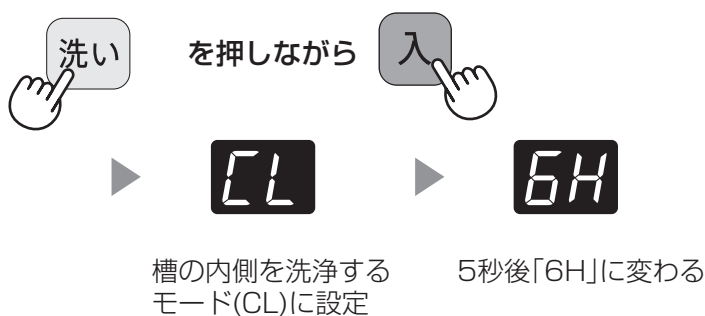 洗い を押しながら 入
CL 6H
槽の内側を洗浄する
モード(CL)に設定
5秒後「6H」に変わる